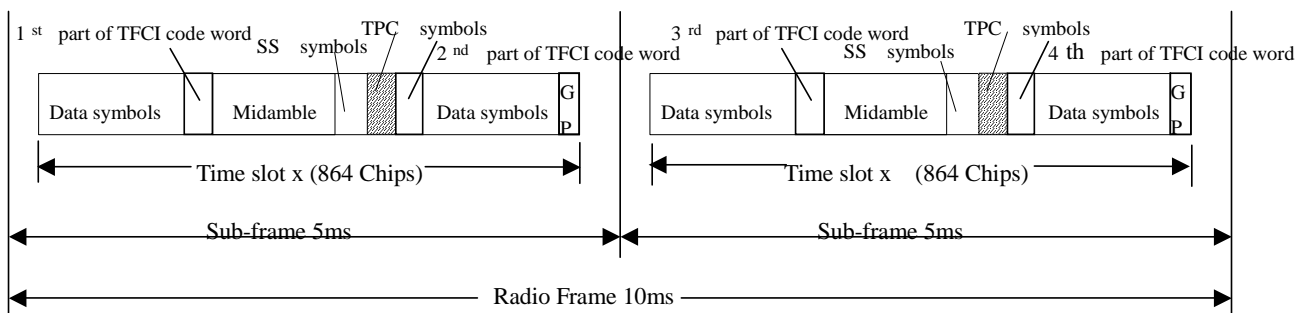 1 st part of TFCI code word
TPC symbols
SS symbols
2 nd part of TFCI code word
Data symbols
Midamble
Data symbols
G P
Time slot x (864 Chips)
Sub-frame 5ms
3 rd part of TFCI code word
TPC symbols
SS symbols
4 th part of TFCI code word
Data symbols
Midamble
Data symbols
G P
Time slot x (864 Chips)
Sub-frame 5ms
Radio Frame 10ms